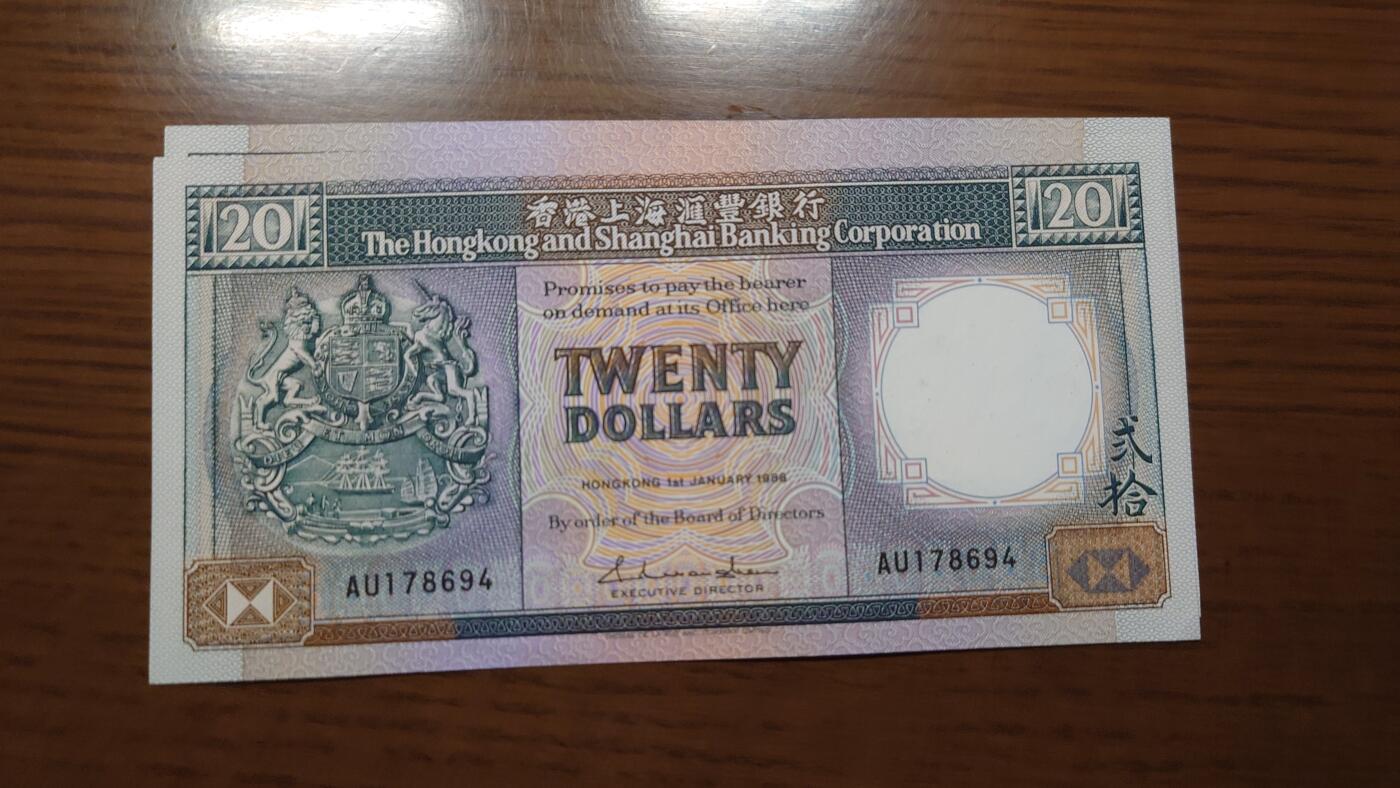 20
香港上海滙豐銀行
20
The Hongkong and Shanghai Banking Corporation
Promises to pay the bearer
on demand at its Office here
TWENTY
DOLLARS
HONGKONG 1st JANUARY 1986
By order of the Board of Directors
EXECUTIVE DIRECTOR
AU178694
AU178694
弍拾